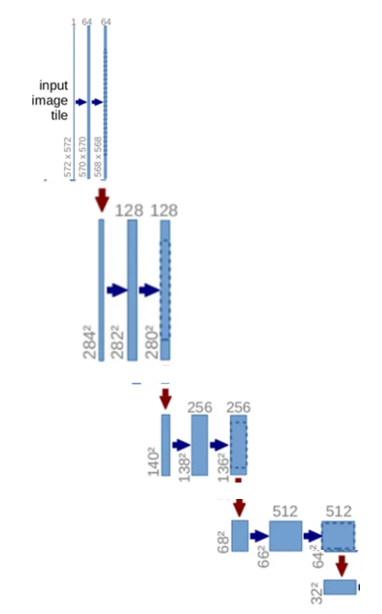 1 64 64
input
image
tile
572 x 572
570 x 570
568 x 568
128 128
284²
282²
280²
256 256
140²
138²
136²
512 512
68²
66²
64²
32²